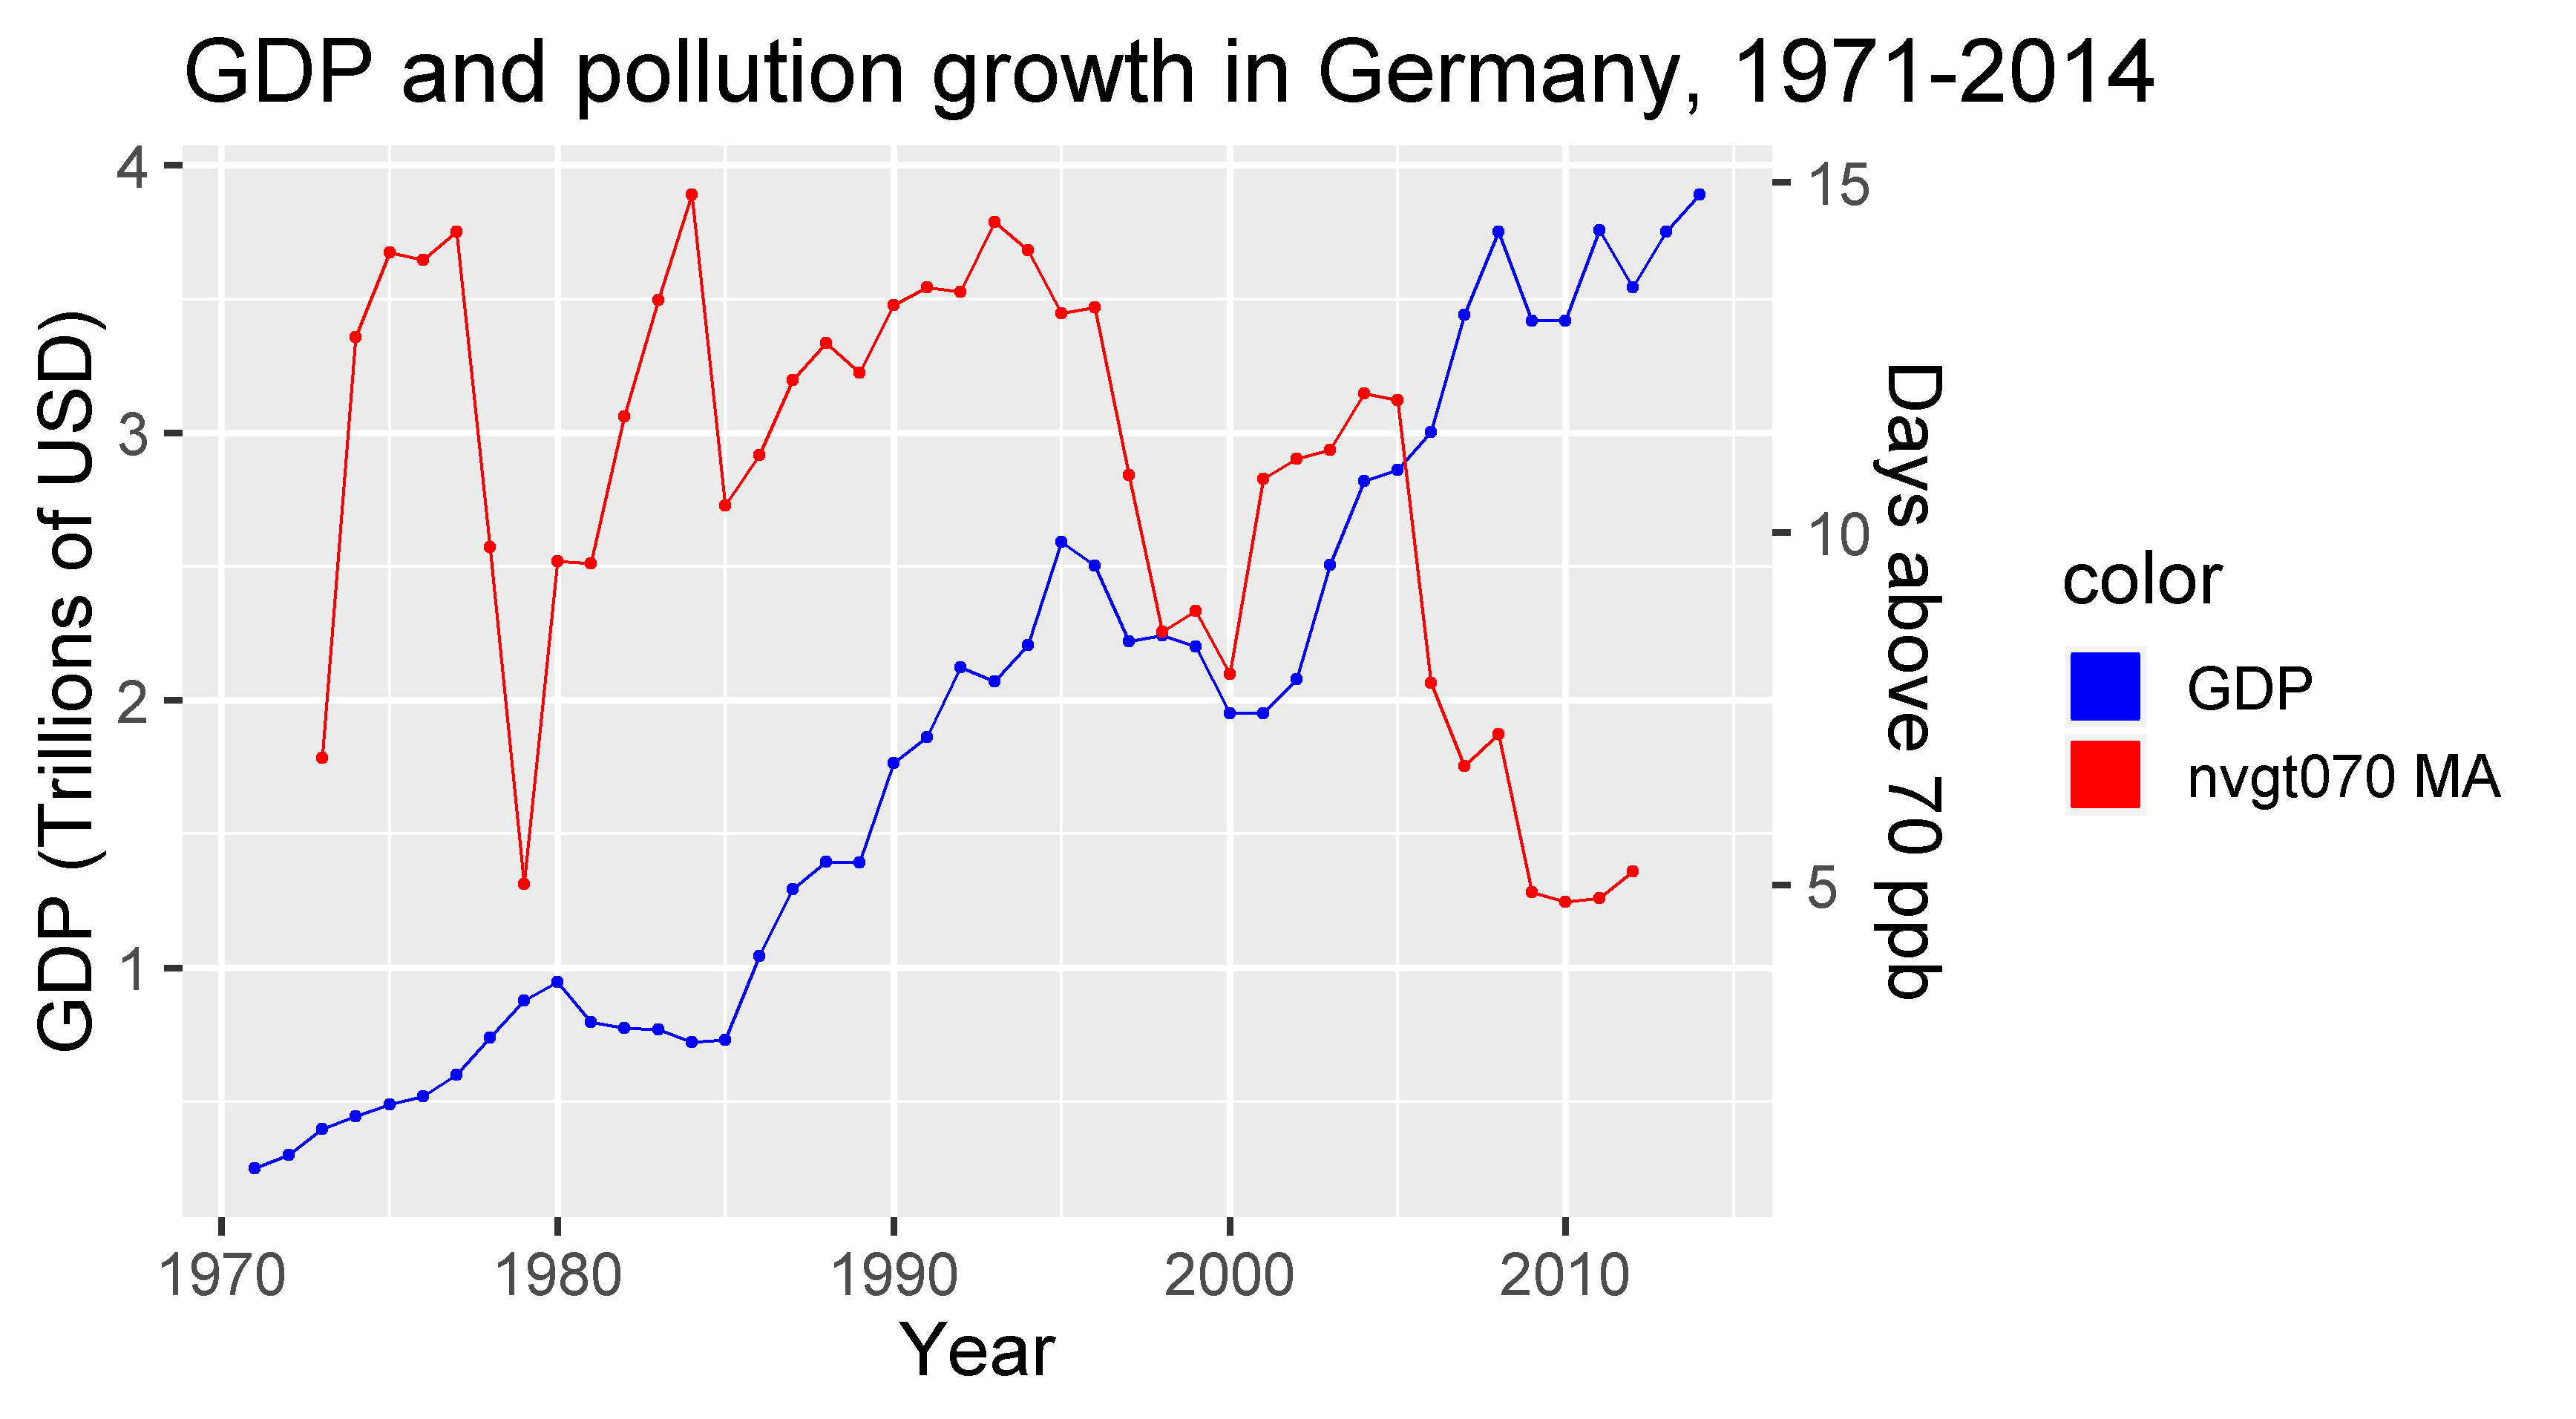 GDP and pollution growth in Germany, 1971-2014
GDP (Trillions of USD)
4
3
2
1
15
10
5
Days above 70 ppb
1970 1980 1990 2000 2010
Year
color
GDP
nvgt070 MA